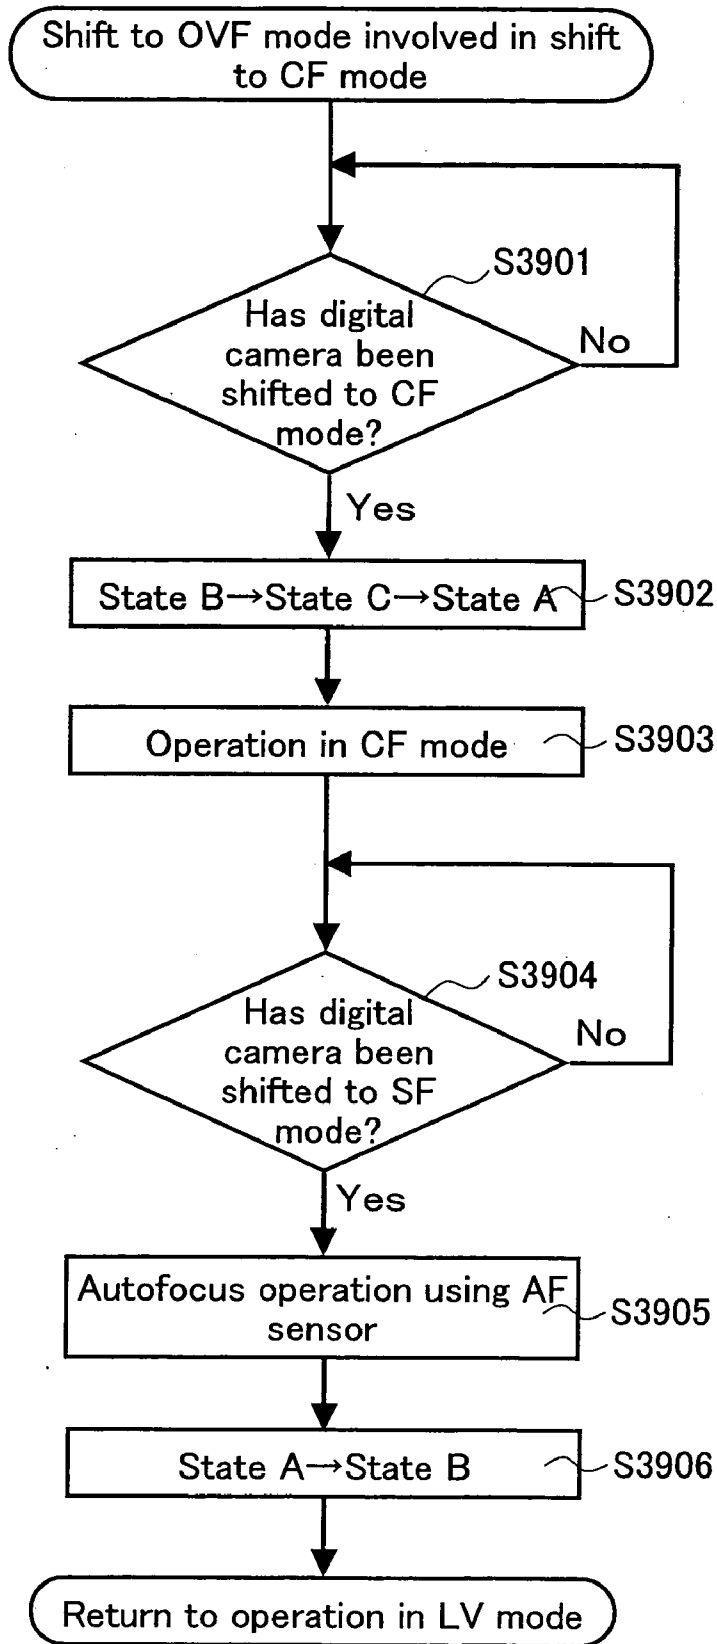 Shift to OVF mode involved in shift
to CF mode
S3901
Has digital
camera been
shifted to CF
mode?
No
Yes
State B→State C→State A
S3902
Operation in CF mode
S3903
S3904
Has digital
camera been
shifted to SF
mode?
No
Yes
Autofocus operation using AF
sensor
S3905
State A→State B
S3906
Return to operation in LV mode